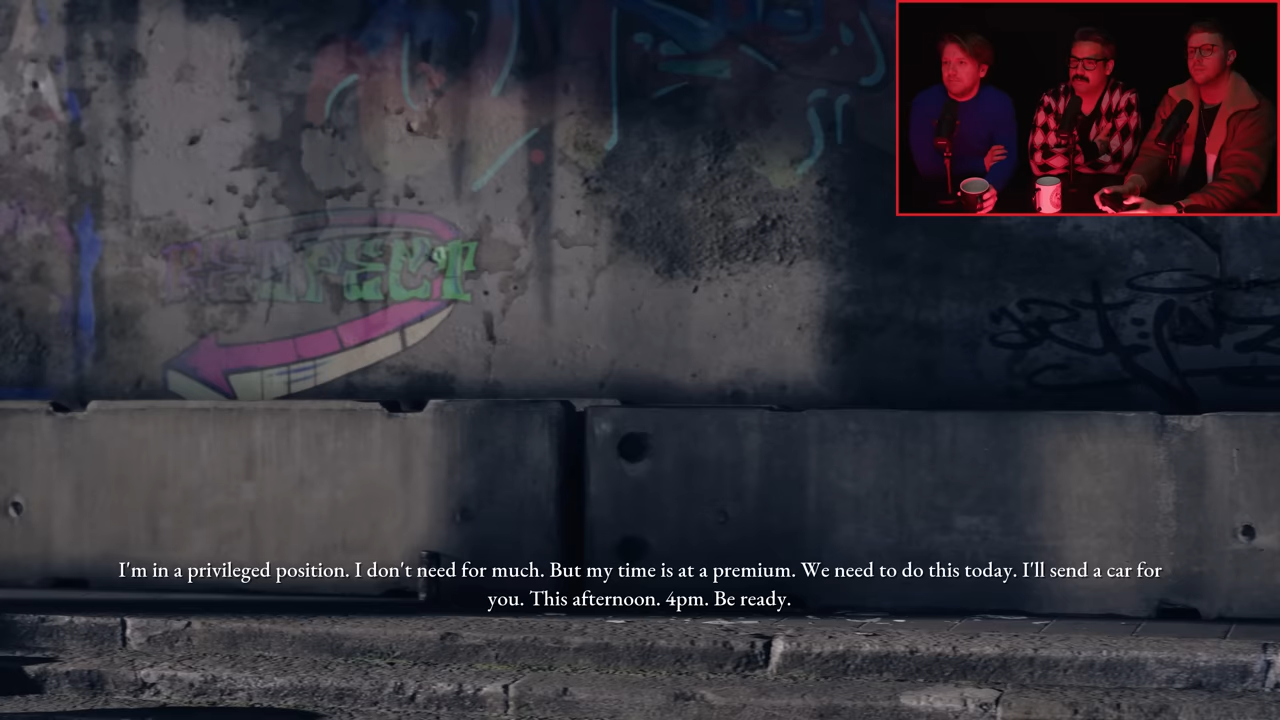 RESPECT
I'm in a privileged position. I don't need for much. But my time is at a premium. We need to do this today. I'll send a car for
you. This afternoon. 4pm. Be ready.